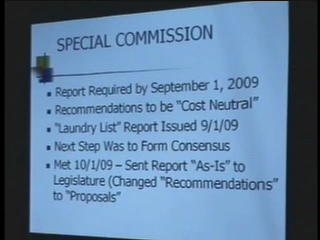 SPECIAL COMMISSION
Report Required by September 1, 2009
Recommendations to be "Cost Neutral"
"Laundry List" Report Issued 9/1/09
Next Step Was to Form Consensus
Met 10/1/09 – Sent Report "As-Is" to
Legislature (Changed "Recommendations"
to "Proposals"